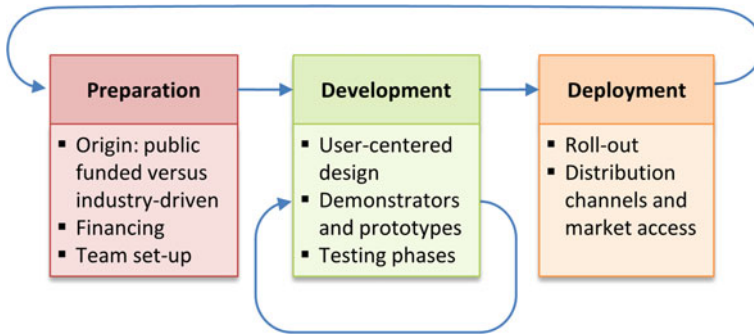 Preparation
▪ Origin: public
funded versus
industry-driven
▪ Financing
▪ Team set-up
Development
▪ User-centered
design
▪ Demonstrators
and prototypes
▪ Testing phases
Deployment
▪ Roll-out
▪ Distribution
channels and
market access